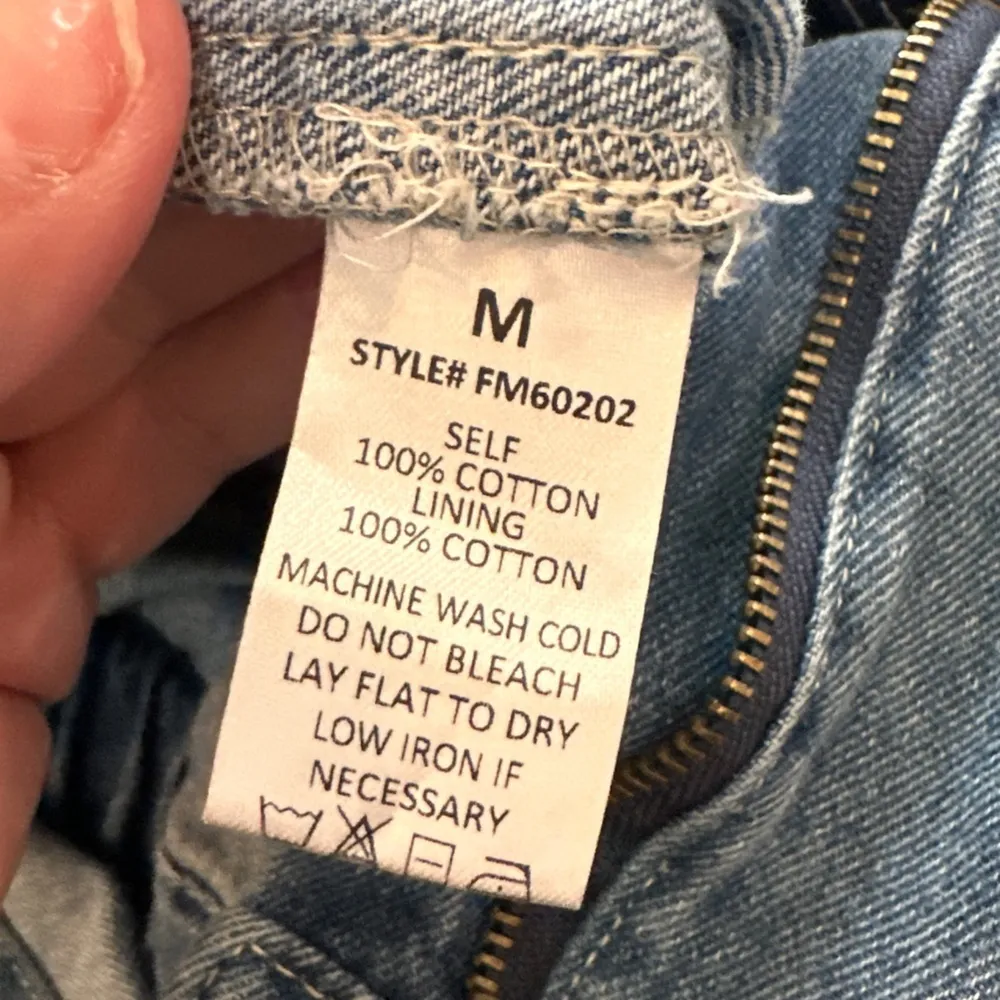 M
STYLE# FM60202
SELF
100% COTTON
LINING
100% COTTON
MACHINE WASH COLD
DO NOT BLEACH
LAY FLAT TO DRY
LOW IRON IF
NECESSARY